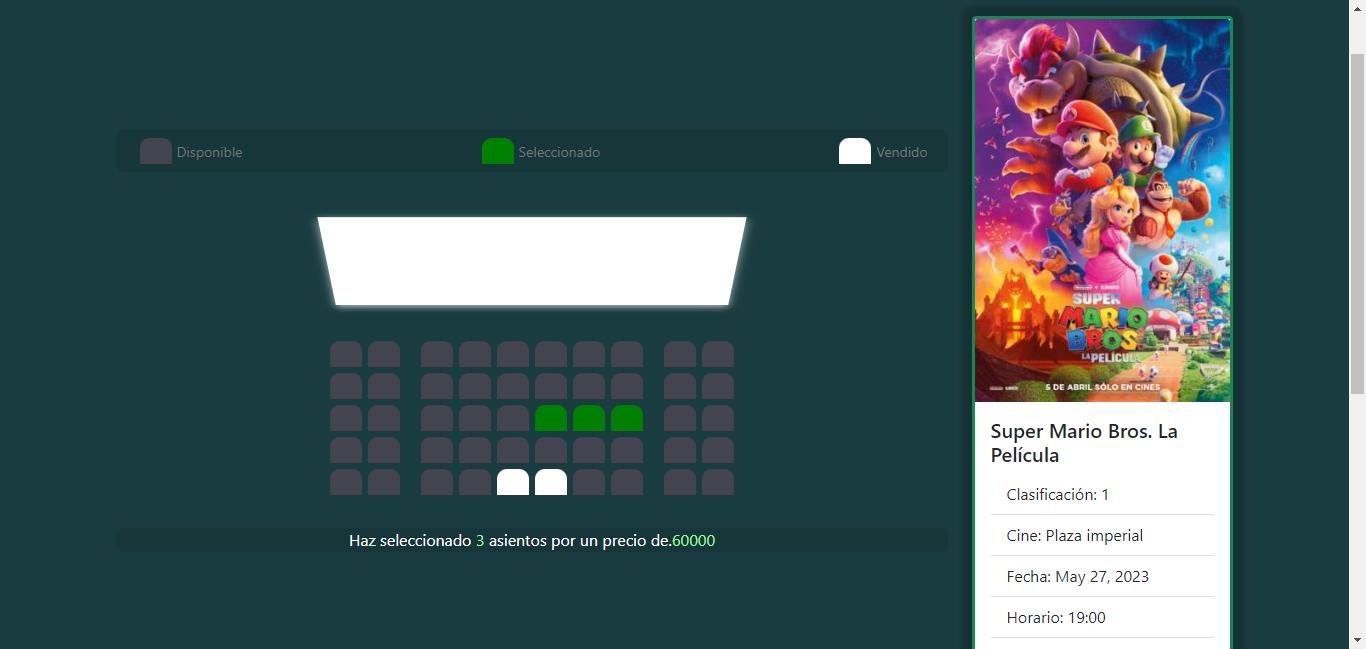 Disponible
Seleccionado
Vendido
Haz seleccionado 3 asientos por un precio de.60000
SUPER
MARIO
BROS.
LA PELÍCULA
5 DE ABRIL SÓLO EN CINES
Super Mario Bros. La
Película
Clasificación: 1
Cine: Plaza imperial
Fecha: May 27, 2023
Horario: 19:00